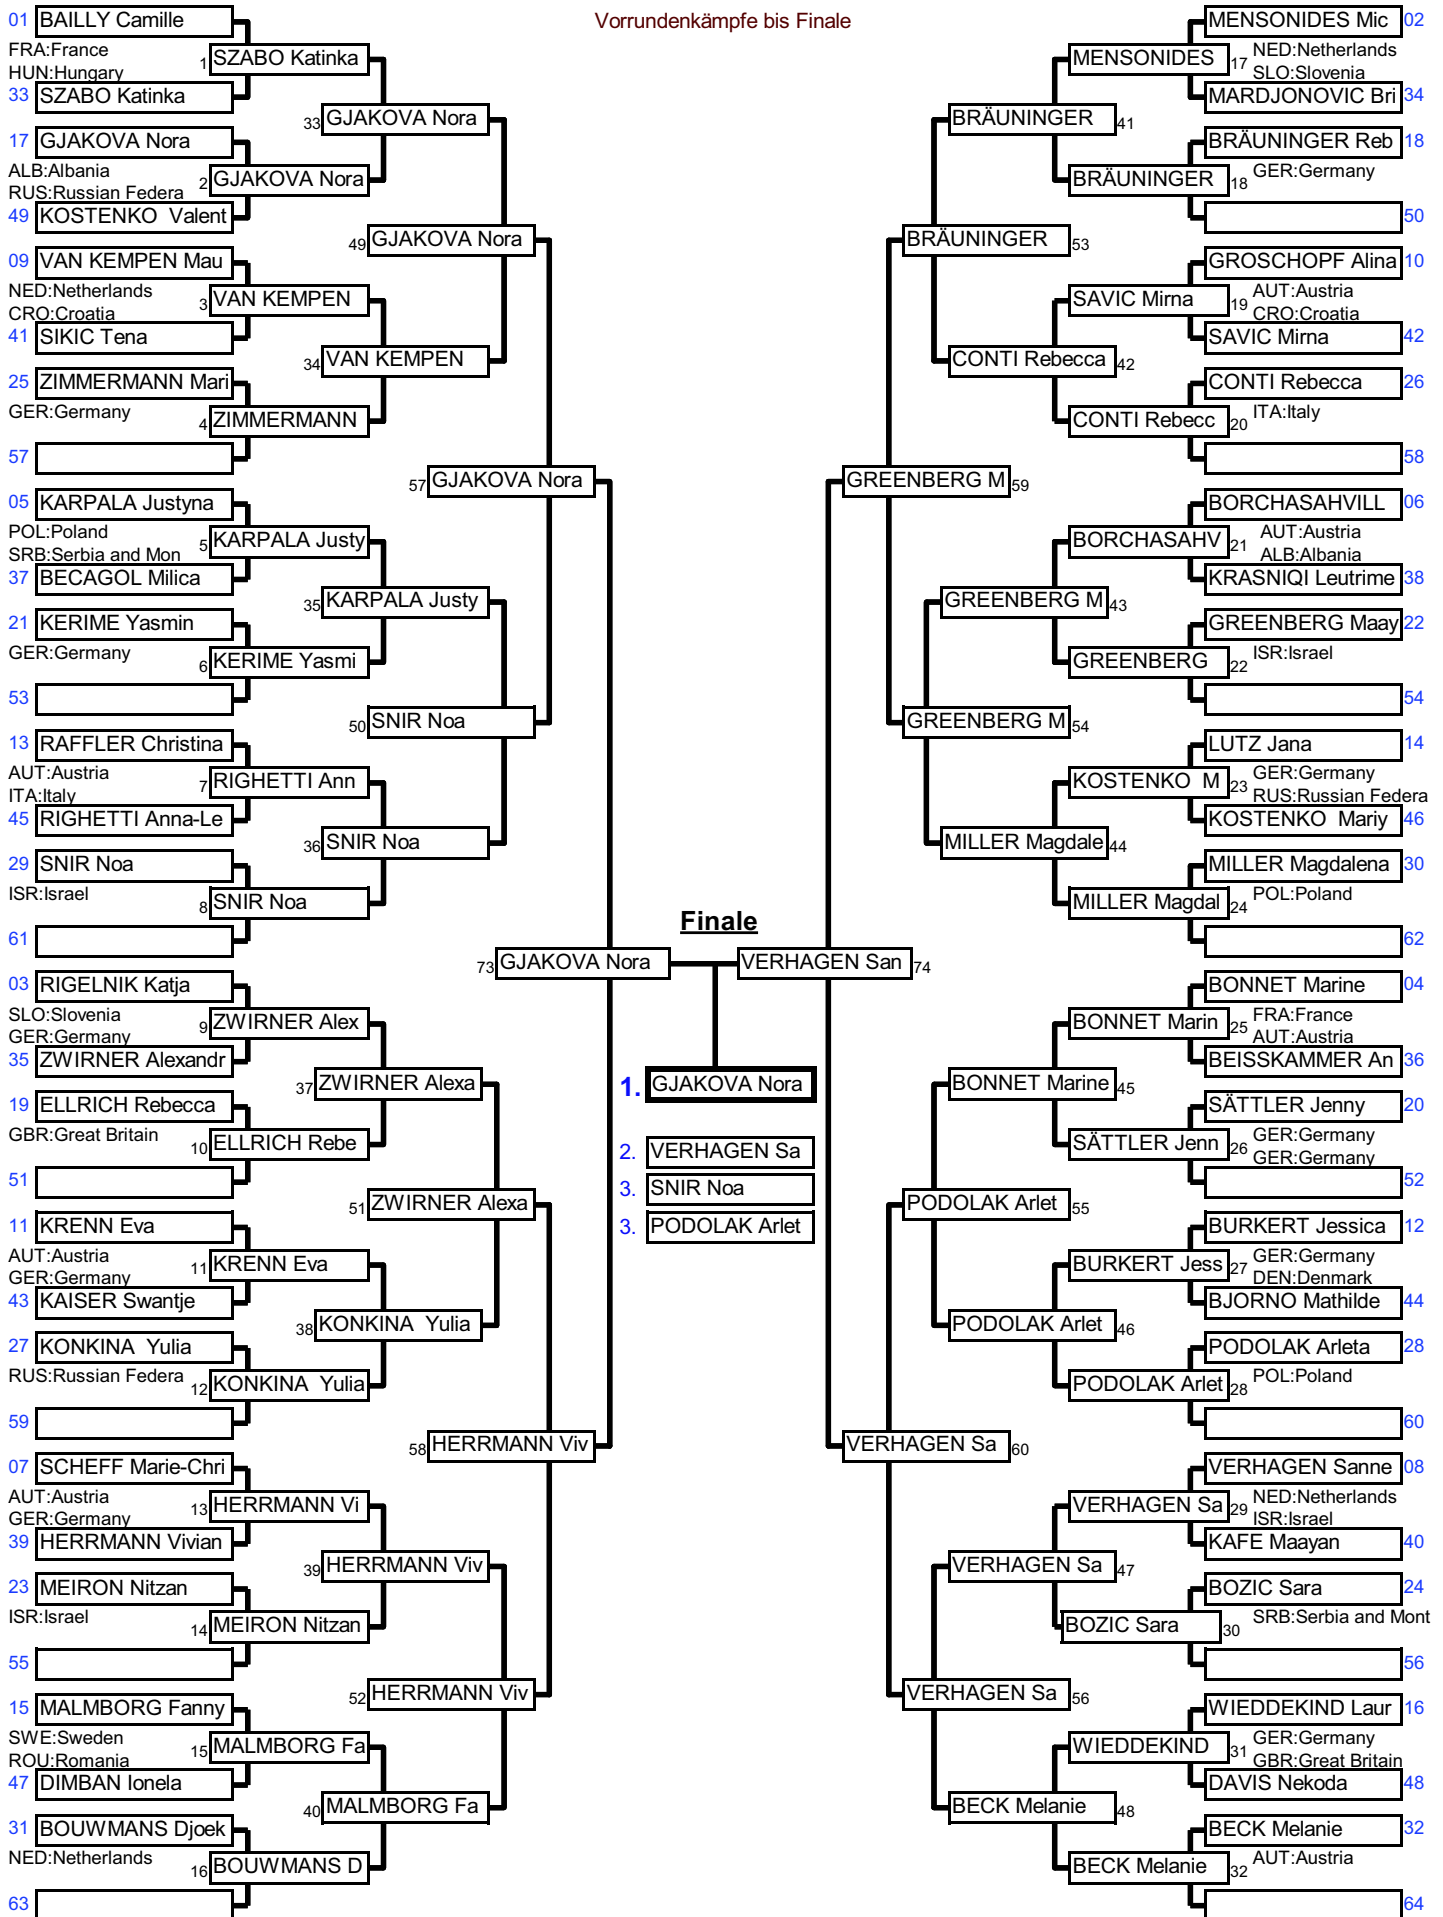 Vorrundenkämpfe bis Finale
01 BAILLY Camille
FRA:France
HUN:Hungary
1 SZABO Katinka
33 SZABO Katinka
33 GJAKOVA Nora
17 GJAKOVA Nora
ALB:Albania
RUS:Russian Federa
2 GJAKOVA Nora
49 KOSTENKO Valent
49 GJAKOVA Nora
09 VAN KEMPEN Mau
NED:Netherlands
CRO:Croatia
3 VAN KEMPEN
41 SIKIC Tena
34 VAN KEMPEN
25 ZIMMERMANN Mari
GER:Germany
4 ZIMMERMANN
57
57 GJAKOVA Nora
05 KARPALA Justyna
POL:Poland
SRB:Serbia and Mon
5 KARPALA Justy
37 BECAGOL Milica
35 KARPALA Justy
21 KERIME Yasmin
GER:Germany
6 KERIME Yasmi
53
50 SNIR Noa
13 RAFFLER Christina
AUT:Austria
ITA:Italy
7 RIGHETTI Ann
45 RIGHETTI Anna-Le
36 SNIR Noa
29 SNIR Noa
ISR:Israel
8 SNIR Noa
61
73 GJAKOVA Nora
03 RIGELNIK Katja
SLO:Slovenia
GER:Germany
9 ZWIRNER Alex
35 ZWIRNER Alexandr
37 ZWIRNER Alexa
19 ELLRICH Rebecca
GBR:Great Britain
10 ELLRICH Rebe
51
51 ZWIRNER Alexa
11 KRENN Eva
AUT:Austria
GER:Germany
11 KRENN Eva
43 KAISER Swantje
38 KONKINA Yulia
27 KONKINA Yulia
RUS:Russian Federa
12 KONKINA Yulia
59
58 HERRMANN Viv
07 SCHEFF Marie-Chri
AUT:Austria
GER:Germany
13 HERRMANN Vi
39 HERRMANN Vivian
39 HERRMANN Viv
23 MEIRON Nitzan
ISR:Israel
14 MEIRON Nitzan
55
52 HERRMANN Viv
15 MALMBORG Fanny
SWE:Sweden
ROU:Romania
15 MALMBORG Fa
47 DIMBAN Ionela
40 MALMBORG Fa
31 BOUWMANS Djoek
NED:Netherlands
16 BOUWMANS D
63
Finale
1. GJAKOVA Nora
2. VERHAGEN Sa
3. SNIR Noa
3. PODOLAK Arlet
MENSONIDES Mic 02
NED:Netherlands
SLO:Slovenia
MENSONIDES 17
MARDJONOVIC Bri 34
BRÄUNINGER 41
BRÄUNINGER Reb 18
GER:Germany
BRÄUNINGER 18
50
BRÄUNINGER 53
GROSCHOPF Alina 10
AUT:Austria
CRO:Croatia
SAVIC Mirna 19
SAVIC Mirna 42
CONTI Rebecca 42
CONTI Rebecca 26
ITA:Italy
CONTI Rebecc 20
58
GREENBERG M 59
BORCHASAHVILL 06
AUT:Austria
ALB:Albania
BORCHASAHV 21
KRASNIQI Leutrime 38
GREENBERG M 43
GREENBERG Maay 22
ISR:Israel
GREENBERG 22
54
GREENBERG M 54
LUTZ Jana 14
GER:Germany
RUS:Russian Federa
KOSTENKO M 23
KOSTENKO Mariy 46
MILLER Magdale 44
MILLER Magdalena 30
POL:Poland
MILLER Magdal 24
62
VERHAGEN San 74
BONNET Marine 04
FRA:France
AUT:Austria
BONNET Marin 25
BEISSKAMMER An 36
BONNET Marine 45
SÄTTLER Jenny 20
GER:Germany
GER:Germany
SÄTTLER Jenn 26
52
PODOLAK Arlet 55
BURKERT Jessica 12
GER:Germany
DEN:Denmark
BURKERT Jess 27
BJORNO Mathilde 44
PODOLAK Arlet 46
PODOLAK Arleta 28
POL:Poland
PODOLAK Arlet 28
60
VERHAGEN Sa 60
VERHAGEN Sanne 08
NED:Netherlands
ISR:Israel
VERHAGEN Sa 29
KAFE Maayan 40
VERHAGEN Sa 47
BOZIC Sara 24
SRB:Serbia and Mont
BOZIC Sara 30
56
VERHAGEN Sa 56
WIEDDEKIND Laur 16
GER:Germany
GBR:Great Britain
WIEDDEKIND 31
DAVIS Nekoda 48
BECK Melanie 48
BECK Melanie 32
AUT:Austria
BECK Melanie 32
64